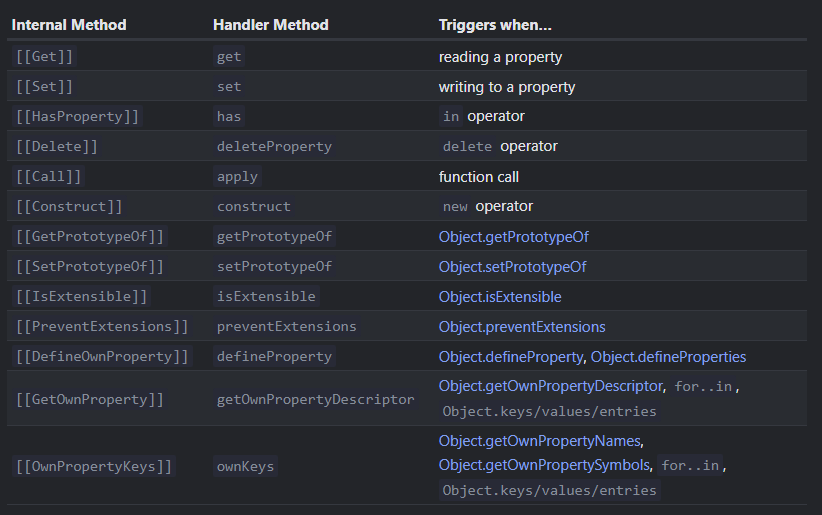 Internal Method Handler Method Triggers when…
[[Get]] get reading a property
[[Set]] set writing to a property
[[HasProperty]] has in operator
[[Delete]] deleteProperty delete operator
[[Call]] apply function call
[[Construct]] construct new operator
[[GetPrototypeOf]] getPrototypeOf Object.getPrototypeOf
[[SetPrototypeOf]] setPrototypeOf Object.setPrototypeOf
[[IsExtensible]] isExtensible Object.isExtensible
[[PreventExtensions]] preventExtensions Object.preventExtensions
[[DefineOwnProperty]] defineProperty Object.defineProperty, Object.defineProperties
[[GetOwnProperty]] getOwnPropertyDescriptor Object.getOwnPropertyDescriptor, for..in,
Object.keys/values/entries
[[OwnPropertyKeys]] ownKeys Object.getOwnPropertyNames,
Object.getOwnPropertySymbols, for..in,
Object.keys/values/entries